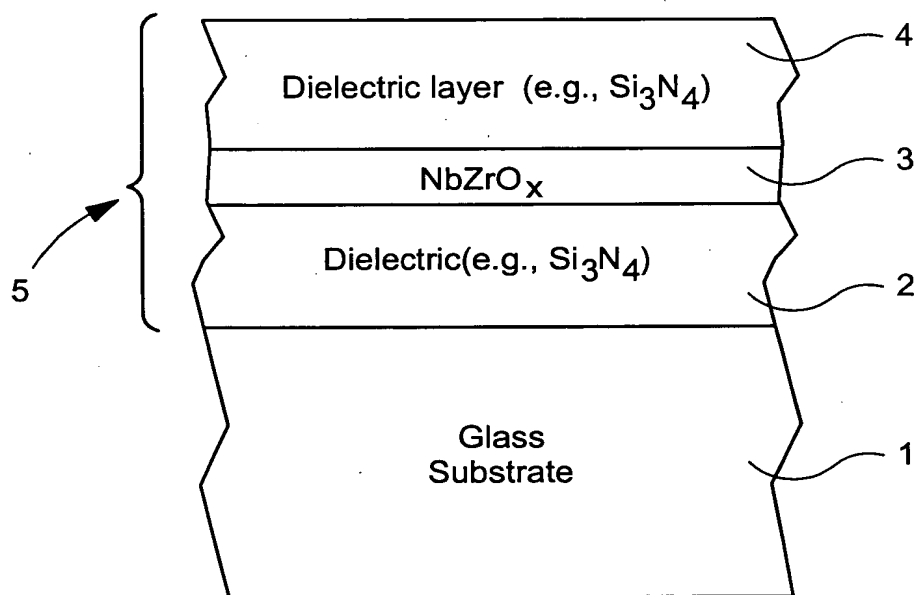 4
Dielectric layer (e.g., Si₃N₄)
3
NbZrOₓ
Dielectric(e.g., Si₃N₄)
5
2
Glass
Substrate
1